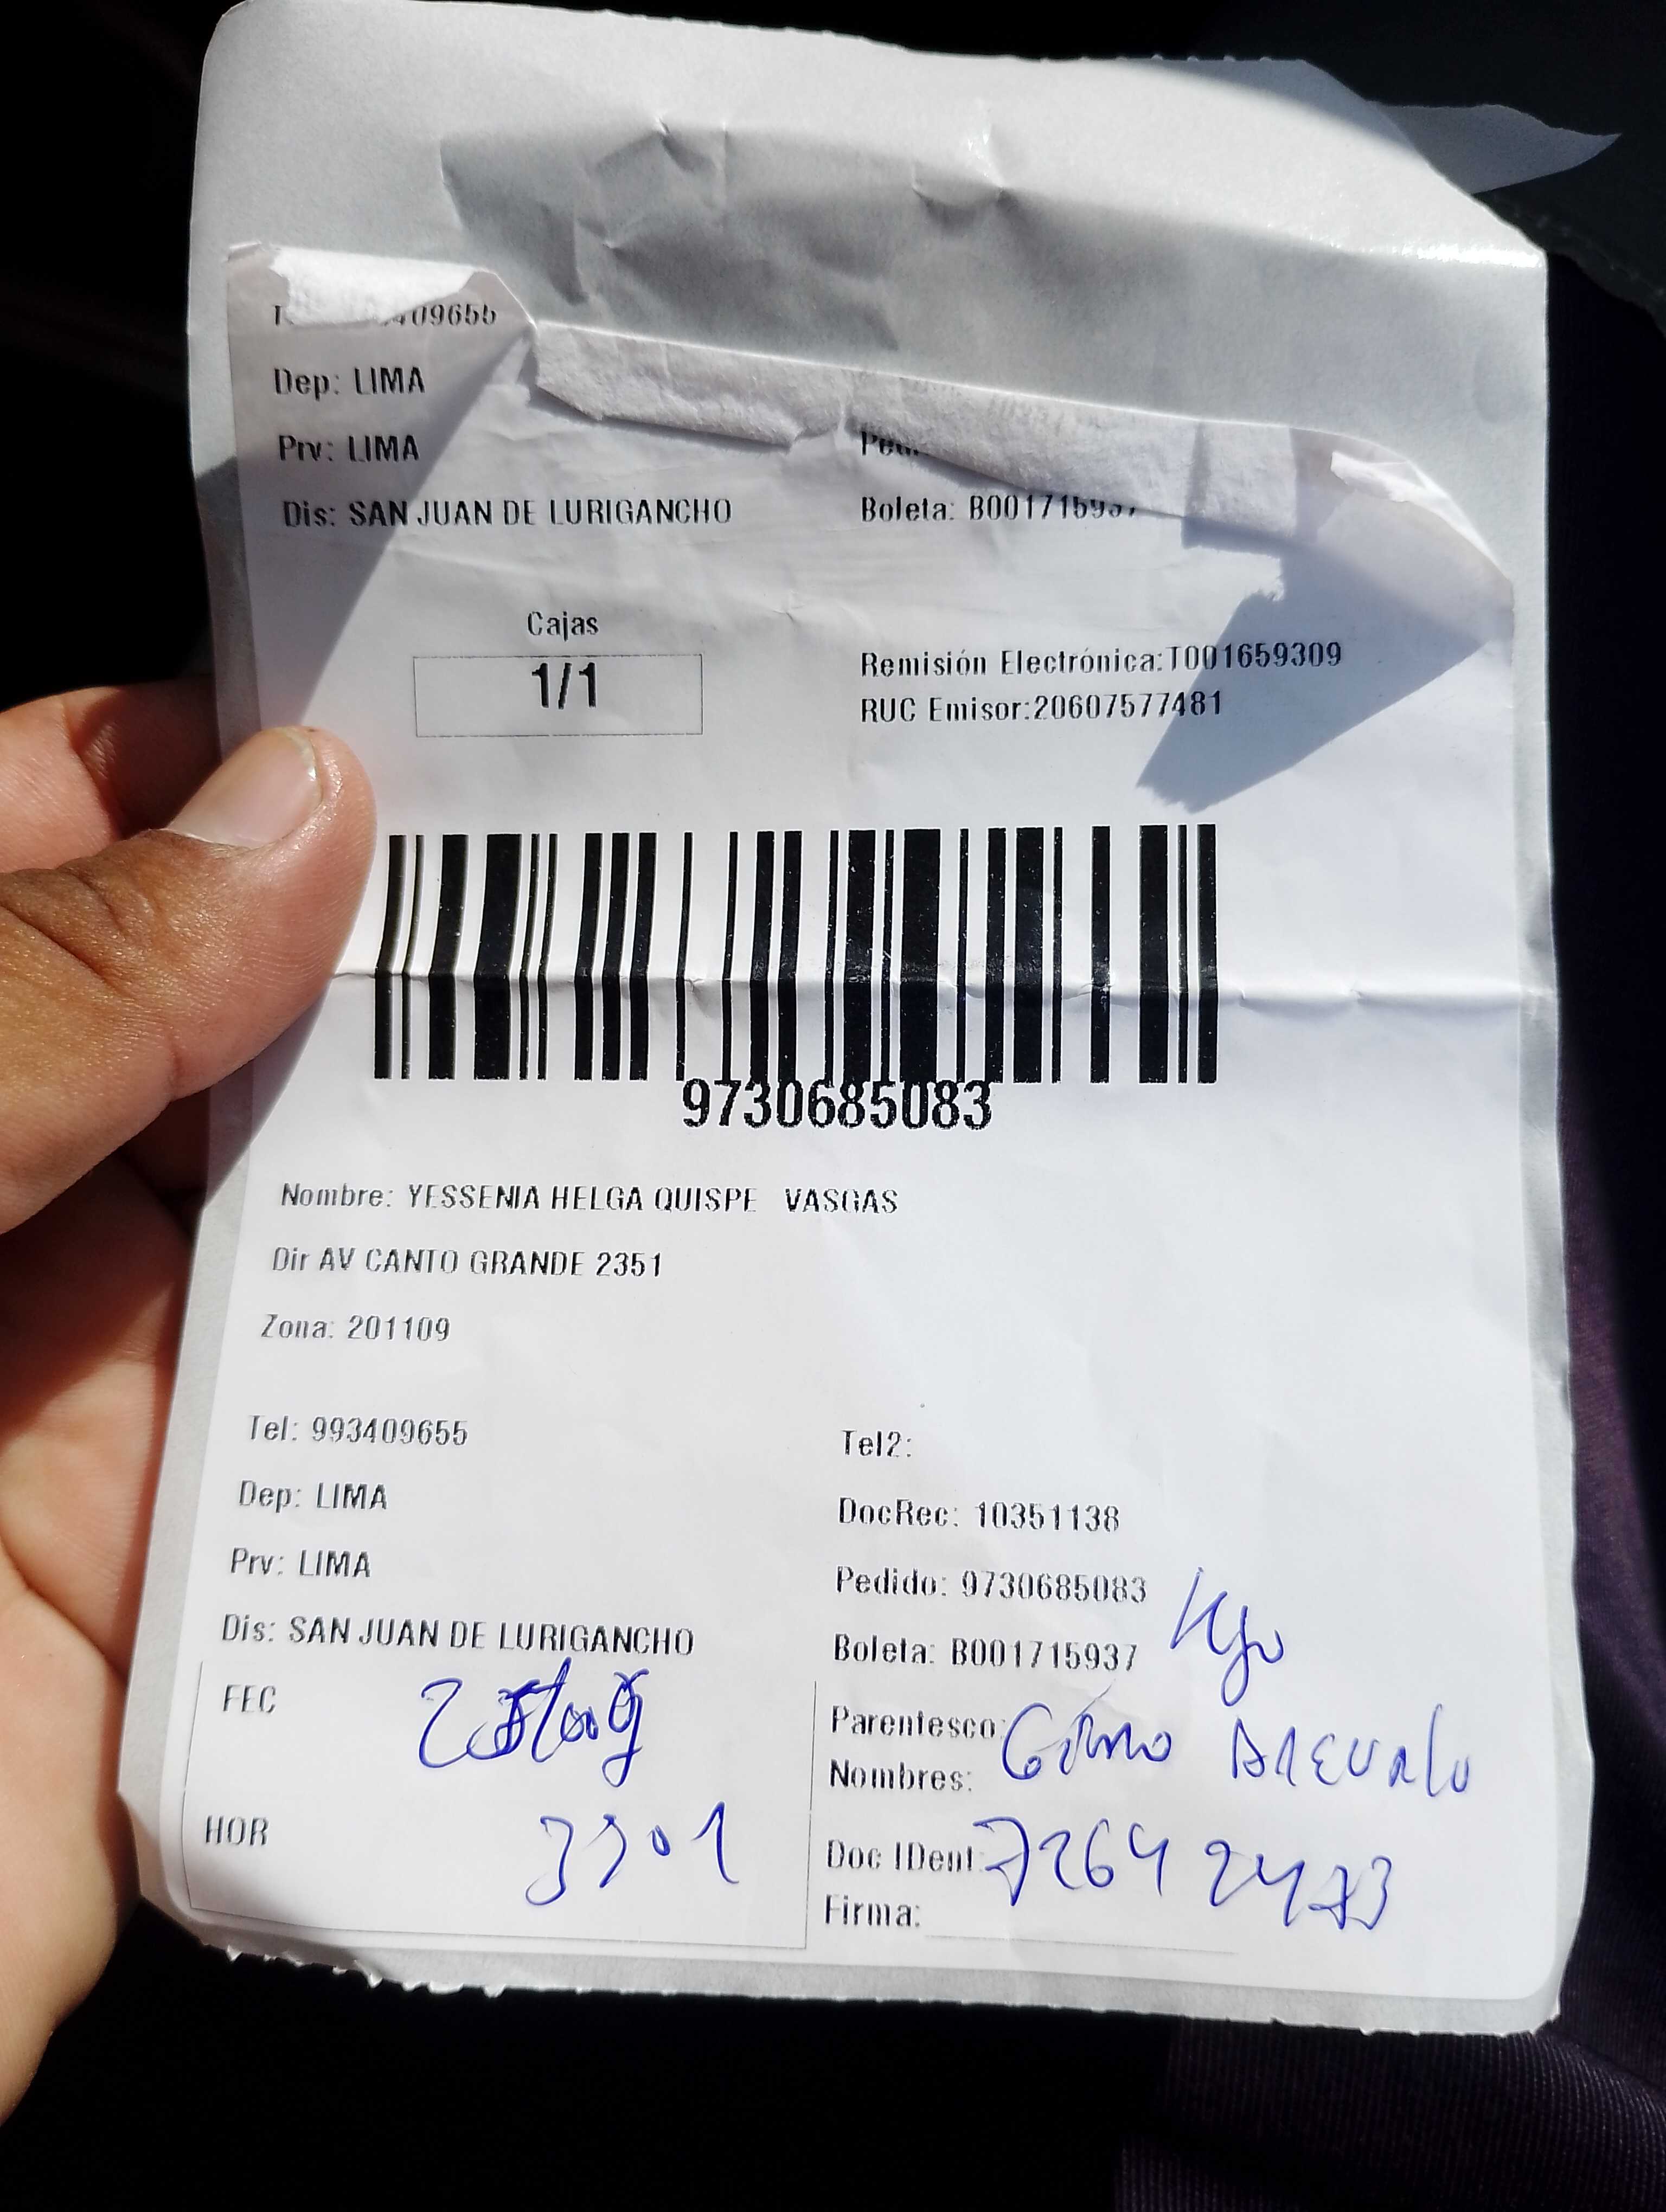 409655
Dep: LIMA
Prv: LIMA
Dis: SAN JUAN DE LURIGANCHO
Boleta: B001715937
Cajas
1/1
Remisión Electrónica:T001659309
RUC Emisor:20607577481
9730685083
Nombre: YESSENIA HELGA QUISPE VASGAS
Dir AV CANTO GRANDE 2351
Zona: 201109
Tel: 993409655
Tel2:
Dep: LIMA
DocRec: 10351138
Prv: LIMA
Pedido: 9730685083
Dis: SAN JUAN DE LURIGANCHO
Boleta: B001715937
FEC
Parentesco:
Nombres:
HOR
Doc IDent:
Firma: